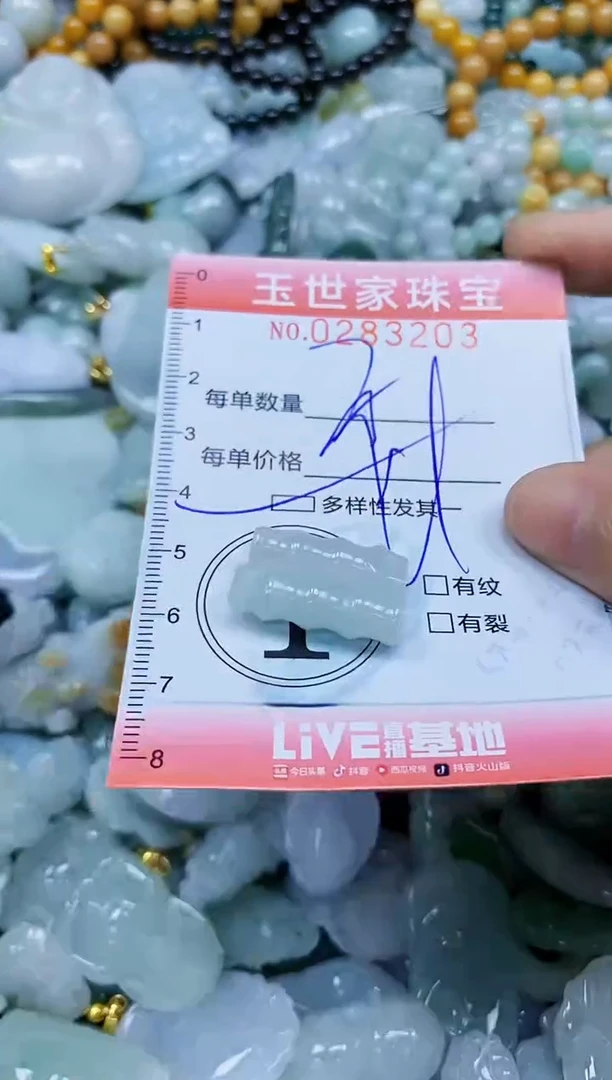 玉世家珠宝
NO.0283203
0
1
2
3
4
5
6
7
8
每单数量
每单价格
多样性发其一
有纹
有裂
1
LiVE直播基地
今日头条 抖音 西瓜视频 抖音火山版